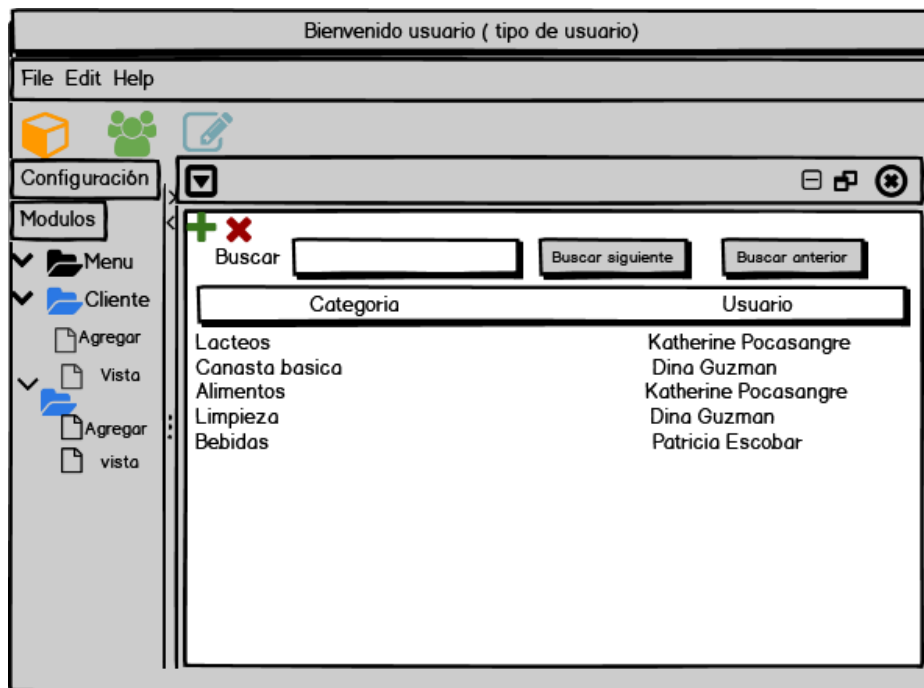 Bienvenido usuario ( tipo de usuario)
File Edit Help
Configuración
Modulos
Menu
Cliente
Agregar
Vista
Agregar
vista
Buscar Buscar siguiente Buscar anterior
Categoria Usuario
Lacteos Katherine Pocasangre
Canasta basica Dina Guzman
Alimentos Katherine Pocasangre
Limpieza Dina Guzman
Bebidas Patricia Escobar